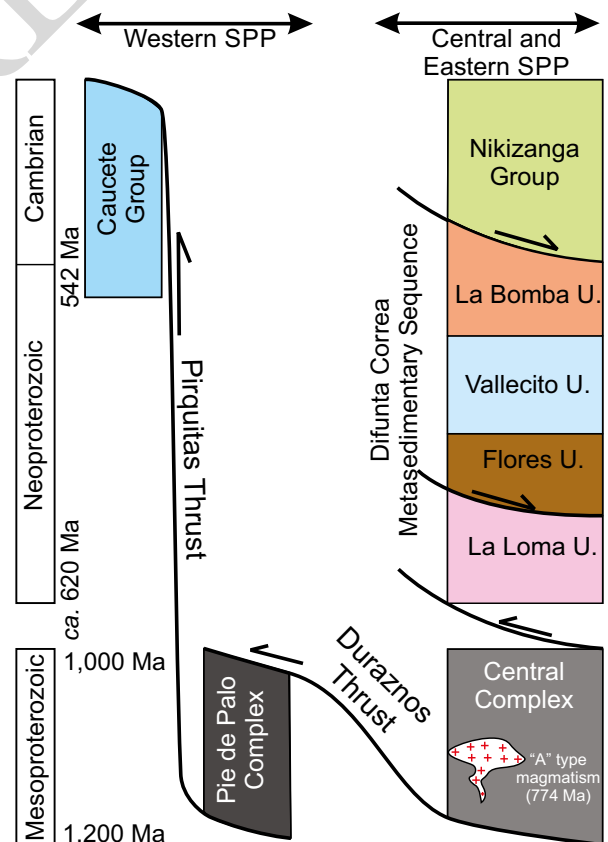 Western SPP
Central and
Eastern SPP
Cambrian
Neoproterozoic
Mesoproterozoic
542 Ma
ca. 620 Ma
1,000 Ma
1,200 Ma
Caucete
Group
Pirquitas Thrust
Pie de Palo
Complex
Duraznos
Thrust
Difunta Correa
Metasedimentary Sequence
Nikizanga
Group
La Bomba U.
Vallecito U.
Flores U.
La Loma U.
Central
Complex
“A” type
magmatism
(774 Ma)